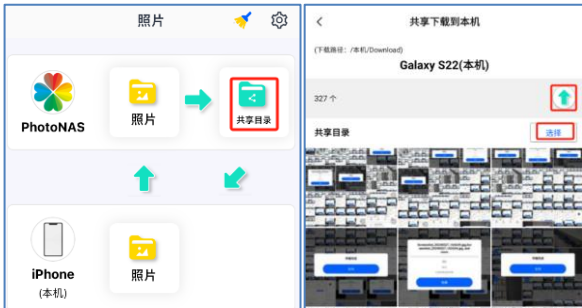 照片
PhotoNAS
照片
共享目录
iPhone
(本机)
照片
共享下载到本机
(下载路径：/本机/Download)
Galaxy S22(本机)
327 个
共享目录
选择